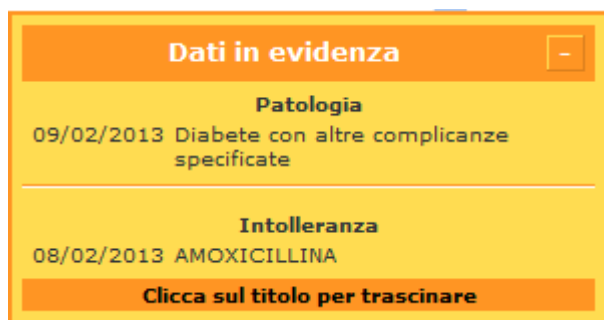 Dati in evidenza -
Patologia
09/02/2013 Diabete con altre complicanze
specificate
Intolleranza
08/02/2013 AMOXICILLINA
Clicca sul titolo per trascinare